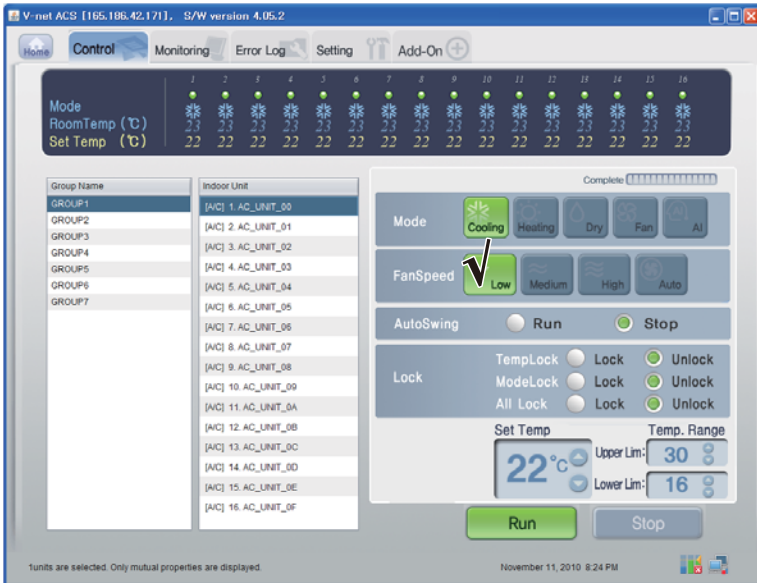 V-net ACS [165.186.42.171], S/W version 4.05.2
Home Control Monitoring Error Log Setting Add-On
1 2 3 4 5 6 7 8 9 10 11 12 13 14 15 16
Mode
RoomTemp (℃) 23 23 23 23 23 23 23 23 23 23 23 23 23 23 23 23
Set Temp (℃) 22 22 22 22 22 22 22 22 22 22 22 22 22 22 22 22
Group Name
GROUP1
GROUP2
GROUP3
GROUP4
GROUP5
GROUP6
GROUP7
Indoor Unit
[A/C] 1. AC_UNIT_00
[A/C] 2. AC_UNIT_01
[A/C] 3. AC_UNIT_02
[A/C] 4. AC_UNIT_03
[A/C] 5. AC_UNIT_04
[A/C] 6. AC_UNIT_05
[A/C] 7. AC_UNIT_06
[A/C] 8. AC_UNIT_07
[A/C] 9. AC_UNIT_08
[A/C] 10. AC_UNIT_09
[A/C] 11. AC_UNIT_0A
[A/C] 12. AC_UNIT_0B
[A/C] 13. AC_UNIT_0C
[A/C] 14. AC_UNIT_0D
[A/C] 15. AC_UNIT_0E
[A/C] 16. AC_UNIT_0F
Complete
Mode Cooling Heating Dry Fan AI
FanSpeed Low Medium High Auto
AutoSwing Run Stop
Lock
TempLock Lock Unlock
ModeLock Lock Unlock
All Lock Lock Unlock
Set Temp Temp. Range
22°C
Upper Lim: 30
Lower Lim: 16
Run Stop
1units are selected. Only mutual properties are displayed. November 11, 2010 8:24 PM